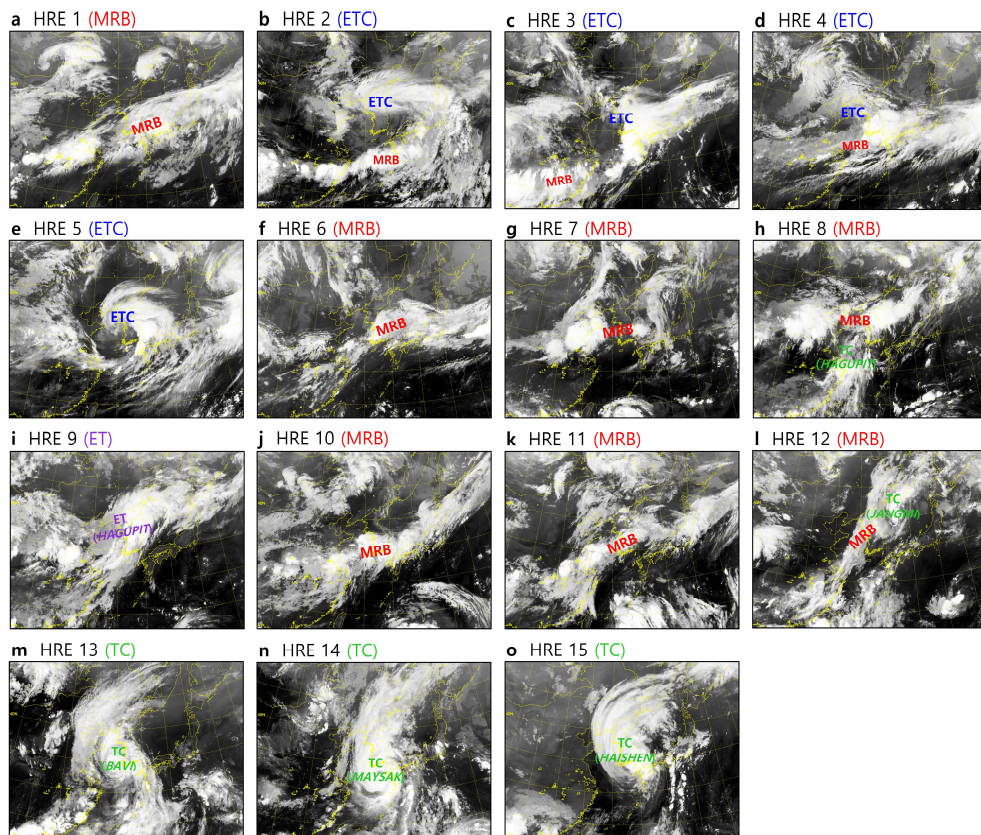 a HRE 1 (MRB)
b HRE 2 (ETC)
c HRE 3 (ETC)
d HRE 4 (ETC)
MRB
ETC
MRB
ETC
MRB
ETC
MRB
e HRE 5 (ETC)
f HRE 6 (MRB)
g HRE 7 (MRB)
h HRE 8 (MRB)
ETC
MRB
MRB
MRB
TC
(HAGUPIT)
i HRE 9 (ET)
j HRE 10 (MRB)
k HRE 11 (MRB)
l HRE 12 (MRB)
ET
(HAGUPIT)
MRB
MRB
TC
(JANGMI)
MRB
m HRE 13 (TC)
n HRE 14 (TC)
o HRE 15 (TC)
TC
(BAVI)
TC
(MAYSAK)
TC
(HAISHEN)